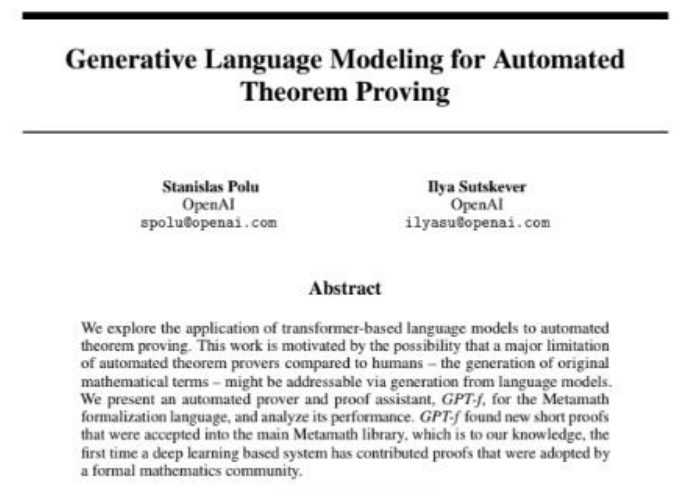 Generative Language Modeling for Automated
Theorem Proving
Stanislas Polu
OpenAI
spolu@openai.com
Ilya Sutskever
OpenAI
ilyasu@openai.com
Abstract
We explore the application of transformer-based language models to automated
theorem proving. This work is motivated by the possibility that a major limitation
of automated theorem provers compared to humans – the generation of original
mathematical terms – might be addressable via generation from language models.
We present an automated prover and proof assistant, GPT-f, for the Metamath
formalization language, and analyze its performance. GPT-f found new short proofs
that were accepted into the main Metamath library, which is to our knowledge, the
first time a deep learning based system has contributed proofs that were adopted by
a formal mathematics community.